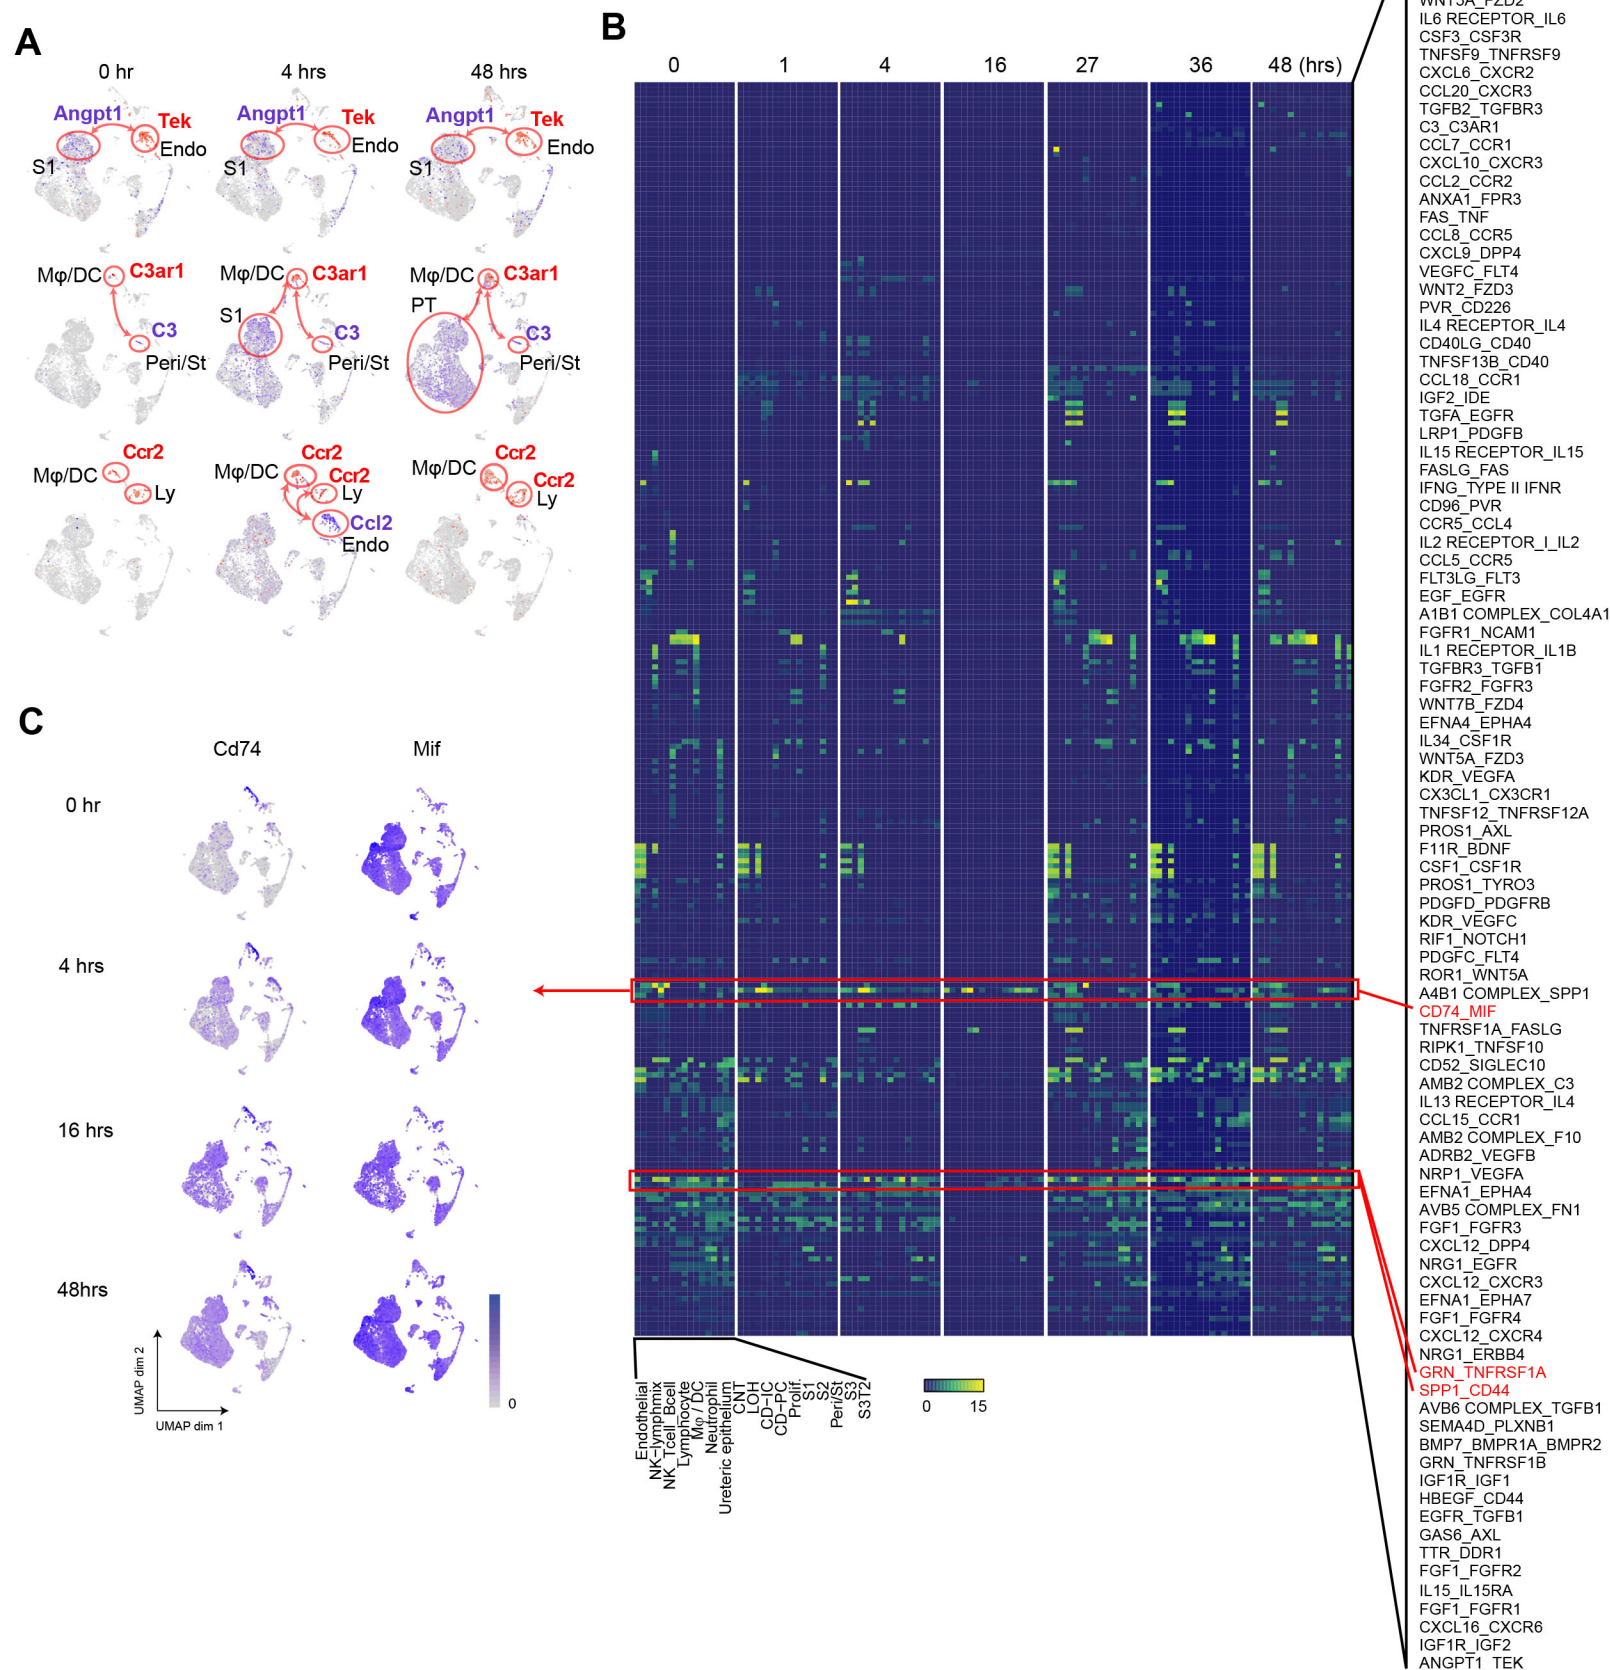 A
0 hr
4 hrs
48 hrs
Angpt1
Tek
Endo
S1
Angpt1
Tek
Endo
S1
Angpt1
Tek
Endo
S1
Mφ/DC
C3ar1
C3
Peri/St
Mφ/DC
C3ar1
S1
C3
Peri/St
Mφ/DC
C3ar1
PT
C3
Peri/St
Ccr2
Mφ/DC
Ly
Ccr2
Mφ/DC
Ccr2
Ly
Ccl2
Endo
Ccr2
Mφ/DC
Ccr2
Ly
B
0 1 4 16 27 36 48 (hrs)
WNT5A_FZD2
IL6 RECEPTOR_IL6
CSF3_CSF3R
TNFSF9_TNFRSF9
CXCL6_CXCR2
CCL20_CXCR3
TGFB2_TGFBR3
C3_C3AR1
CCL7_CCR1
CXCL10_CXCR3
CCL2_CCR2
ANXA1_FPR3
FAS_TNF
CCL8_CCR5
CXCL9_DPP4
VEGFC_FLT4
WNT2_FZD3
PVR_CD226
IL4 RECEPTOR_IL4
CD40LG_CD40
TNFSF13B_CD40
CCL18_CCR1
IGF2_IDE
TGFA_EGFR
LRP1_PDGFB
IL15 RECEPTOR_IL15
FASLG_FAS
IFNG_TYPE II IFNR
CD96_PVR
CCR5_CCL4
IL2 RECEPTOR_I_IL2
CCL5_CCR5
FLT3LG_FLT3
EGF_EGFR
A1B1 COMPLEX_COL4A1
FGFR1_NCAM1
IL1 RECEPTOR_IL1B
TGFBR3_TGFB1
FGFR2_FGFR3
WNT7B_FZD4
EFNA4_EPHA4
IL34_CSF1R
WNT5A_FZD3
KDR_VEGFA
CX3CL1_CX3CR1
TNFSF12_TNFRSF12A
PROS1_AXL
F11R_BDNF
CSF1_CSF1R
PROS1_TYRO3
PDGFD_PDGFRB
KDR_VEGFC
RIF1_NOTCH1
PDGFC_FLT4
ROR1_WNT5A
A4B1 COMPLEX_SPP1
CD74_MIF
TNFRSF1A_FASLG
RIPK1_TNFSF10
CD52_SIGLEC10
AMB2 COMPLEX_C3
IL13 RECEPTOR_IL4
CCL15_CCR1
AMB2 COMPLEX_F10
ADRB2_VEGFB
NRP1_VEGFA
EFNA1_EPHA4
AVB5 COMPLEX_FN1
FGF1_FGFR3
CXCL12_DPP4
NRG1_EGFR
CXCL12_CXCR3
EFNA1_EPHA7
FGF1_FGFR4
CXCL12_CXCR4
NRG1_ERBB4
GRN_TNFRSF1A
SPP1_CD44
AVB6 COMPLEX_TGFB1
SEMA4D_PLXNB1
BMP7_BMPR1A_BMPR2
GRN_TNFRSF1B
IGF1R_IGF1
HBEGF_CD44
EGFR_TGFB1
GAS6_AXL
TTR_DDR1
FGF1_FGFR2
IL15_IL15RA
FGF1_FGFR1
CXCL16_CXCR6
IGF1R_IGF2
ANGPT1_TEK
Endothelial
NK−lymphmix
NK_Tcell_Bcell
Lymphocyte
Mφ / DC
Neutrophil
Ureteric epithelium
CNT
LOH
CD−IC
CD−PC
Prolif.
S1
S2
Peri/St
S3
S3T2
0 15
C
Cd74 Mif
0 hr
4 hrs
16 hrs
48hrs
0
UMAP dim 2
UMAP dim 1